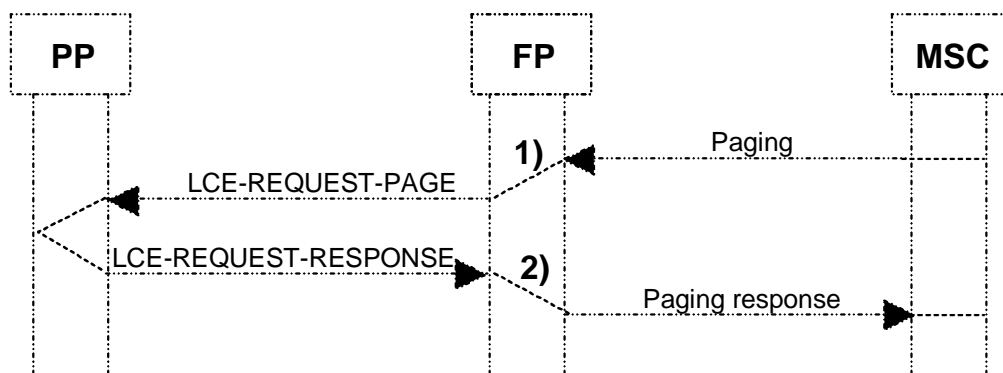 PP
FP
MSC
1)
Paging
LCE-REQUEST-PAGE
LCE-REQUEST-RESPONSE
2)
Paging response